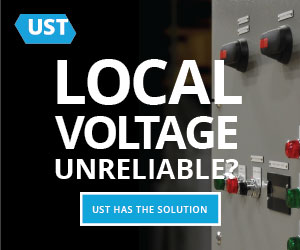 UST
LOCAL
VOLTAGE
UNRELIABLE?
UST HAS THE SOLUTION